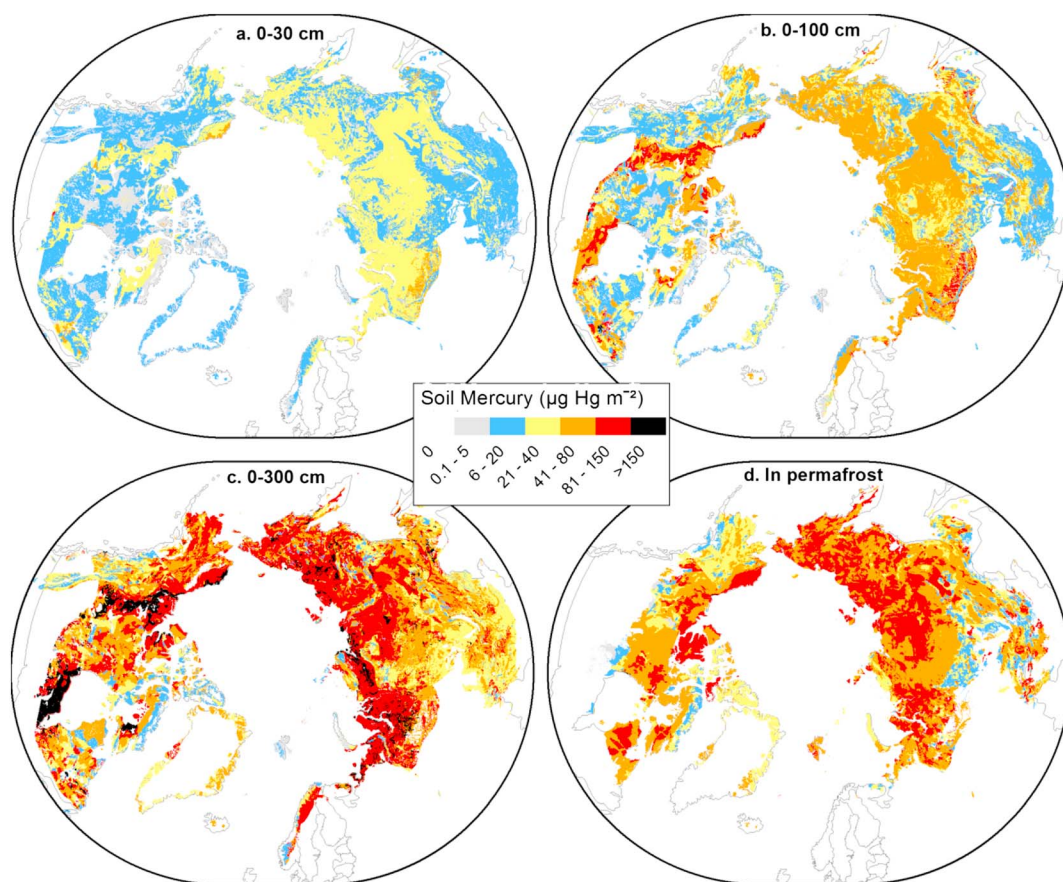 a. 0-30 cm
b. 0-100 cm
Soil Mercury (µg Hg m⁻²)
0
0.1 - 5
6 - 20
21 - 40
41 - 80
81 - 150
>150
c. 0-300 cm
d. In permafrost